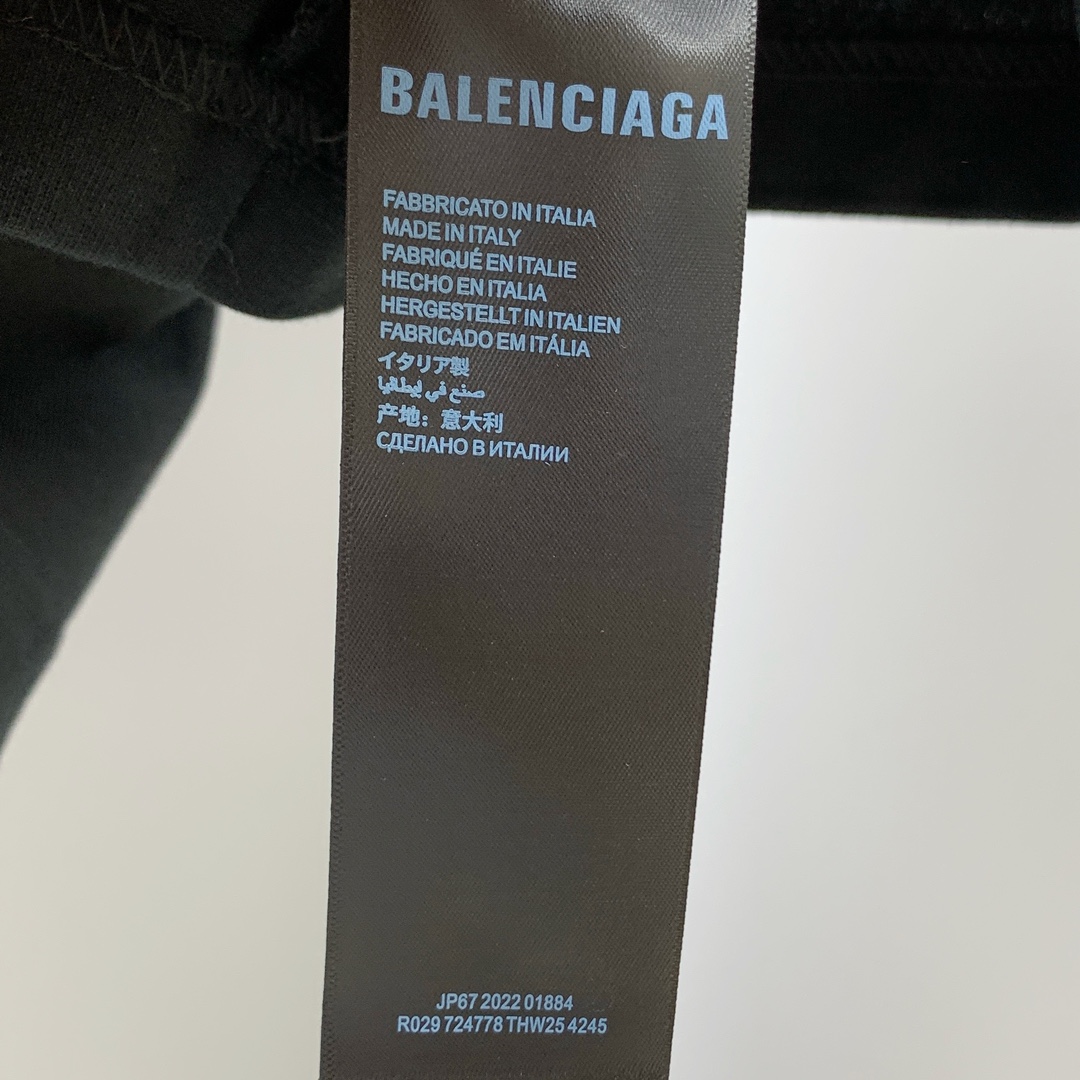 BALENCIAGA
FABBRICATO IN ITALIA
MADE IN ITALY
FABRIQUÉ EN ITALIE
HECHO EN ITALIA
HERGESTELLT IN ITALIEN
FABRICADO EM ITÁLIA
イタリア製
صنع في إيطاليا
产地：意大利
СДЕЛАНО В ИТАЛИИ
JP67 2022 01884
R029 724778 THW25 4245